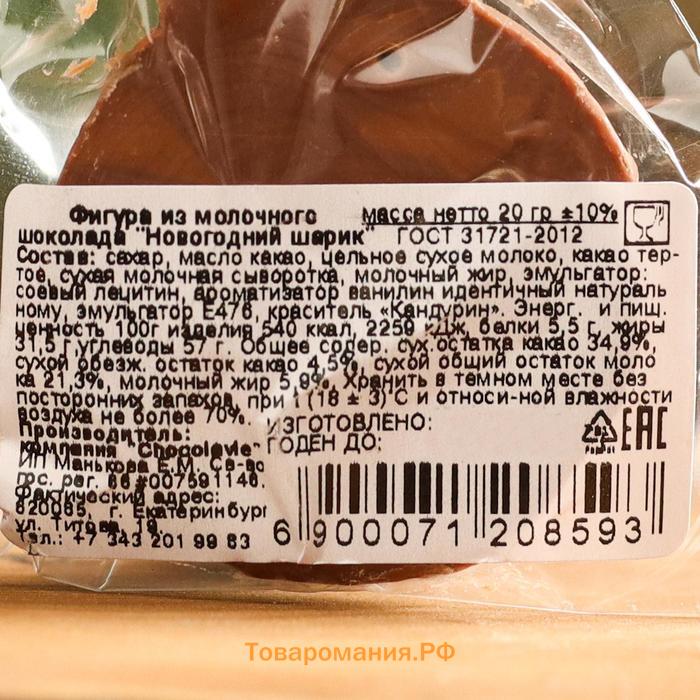 Фигура из молочного масса нетто 20 гр ±10%
шоколада "Новогодний шарик" ГОСТ 31721-2012
Состав: сахар, масло какао, цельное сухое молоко, какао тер-
тое, сухая молочная сыворотка, молочный жир, эмульгатор:
соевый лецитин, ароматизатор ванилин идентичный натураль
ному, эмульгатор Е476, краситель «Кандурин». Энерг. и пищ.
ценность 100г изделия 540 ккал, 2259 кДж, белки 5,5 г, жиры
31,5 г,углеводы 57 г. Общее содер. сух.остатка какао 34,9%,
сухой обезж. остаток какао 4,5%, сухой общий остаток моло
ка 21,3%, молочный жир 5,9%. Хранить в темном месте без
посторонних запахов, при t (18 ± 3)˚С и относи-ной влажности
воздуха не более 70%.
ИЗГОТОВЛЕНО:
ГОДЕН ДО:
EAC
Производитель:
компания "Chocolavie"
ИП Манькова Е.М. Св-во
гос. рег. 66 №007591146.
Фактический адрес:
620085, г. Екатеринбург
ул. Титова, 19,
Тел.: +7 343 201 99 63
6 900071 208593
Товаромания.РФ